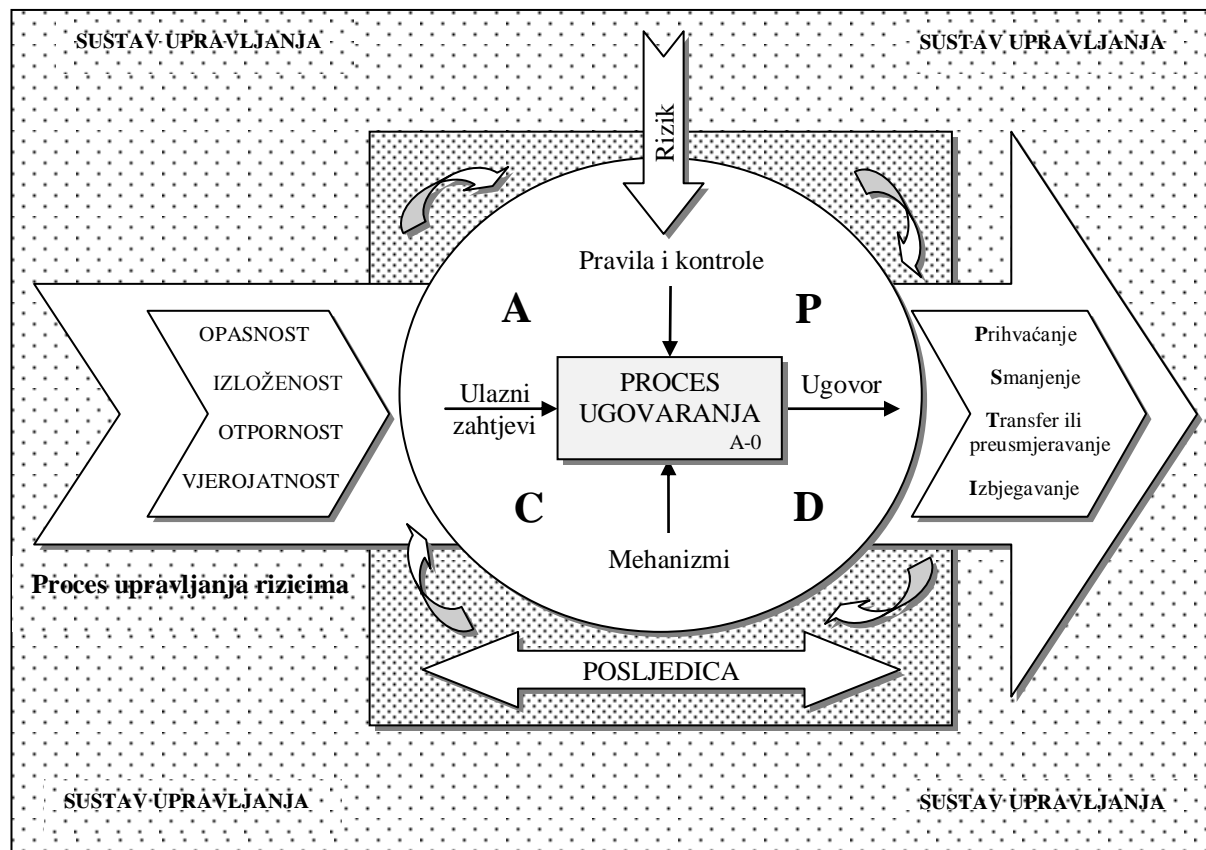 SUSTAV UPRAVLJANJA
SUSTAV UPRAVLJANJA
Rizik
Pravila i kontrole
A
P
OPASNOST
IZLOŽENOST
OTPORNOST
VJEROJATNOST
Ulazni
zahtjevi
PROCES
UGOVARANJA
A-0
Ugovor
Prihvaćanje
Smanjenje
Transfer ili
preusmjeravanje
Izbjegavanje
C
D
Mehanizmi
Proces upravljanja rizicima
POSLJEDICA
SUSTAV UPRAVLJANJA
SUSTAV UPRAVLJANJA